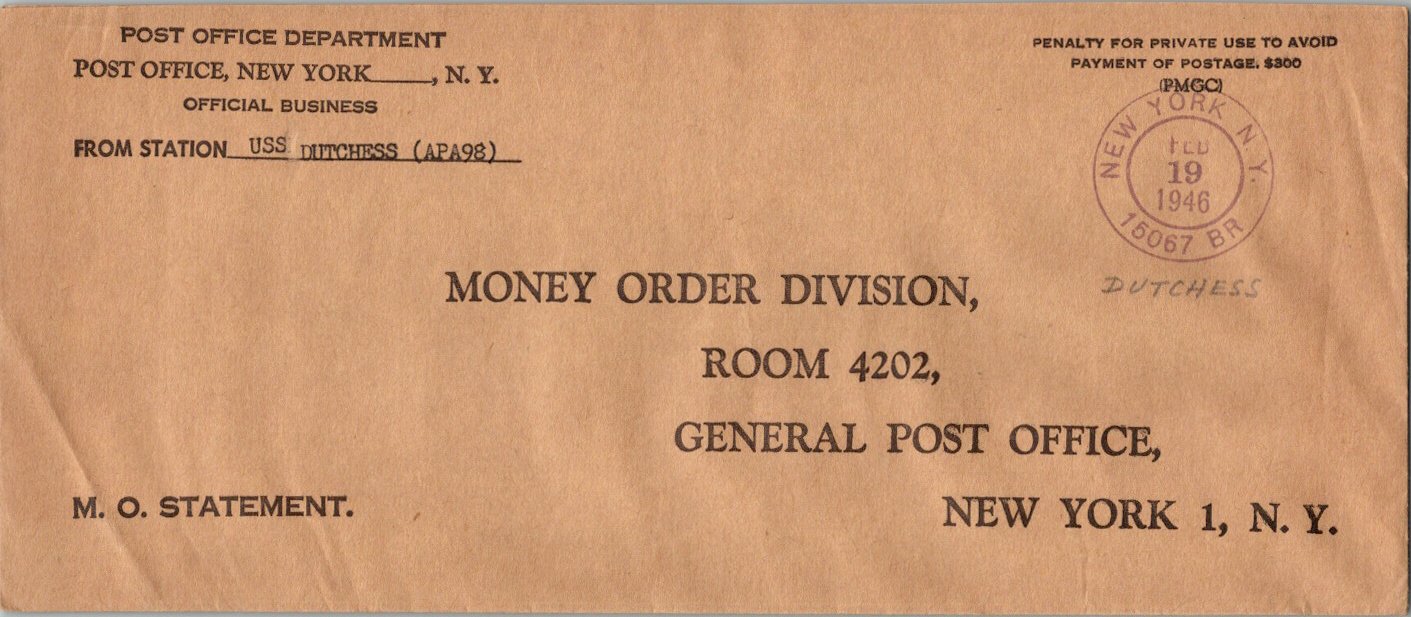 POST OFFICE DEPARTMENT
POST OFFICE, NEW YORK____, N. Y.
OFFICIAL BUSINESS
FROM STATION USS DUTCHESS (APA98)
PENALTY FOR PRIVATE USE TO AVOID
PAYMENT OF POSTAGE. $300
(PMGC)
NEW YORK N.Y.
FEB
19
1946
15067 BR
DUTCHESS
MONEY ORDER DIVISION,
ROOM 4202,
GENERAL POST OFFICE,
NEW YORK 1, N. Y.
M. O. STATEMENT.